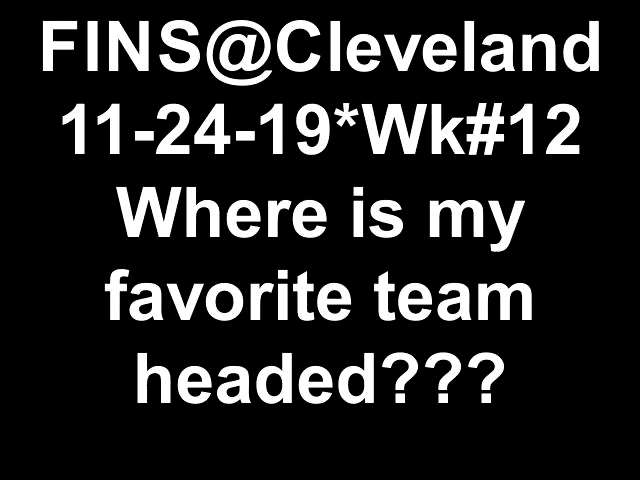 FINS@Cleveland
11-24-19*Wk#12
Where is my
favorite team
headed???